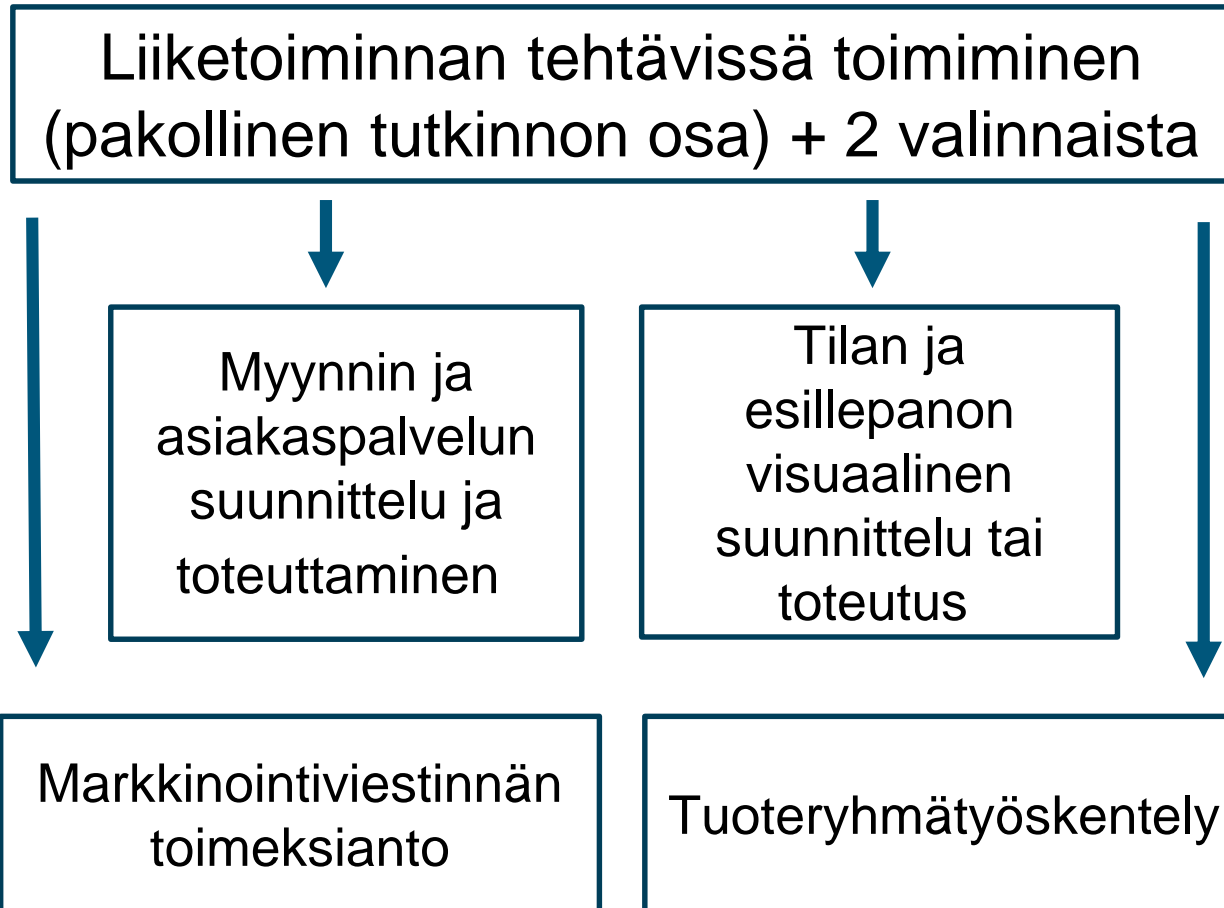 Liiketoiminnan tehtävissä toimiminen
(pakollinen tutkinnon osa) + 2 valinnaista
Myynnin ja
asiakaspalvelun
suunnittelu ja
toteuttaminen
Tilan ja
esillepanon
visuaalinen
suunnittelu tai
toteutus
Markkinointiviestinnän
toimeksianto
Tuoteryhmätyöskentely